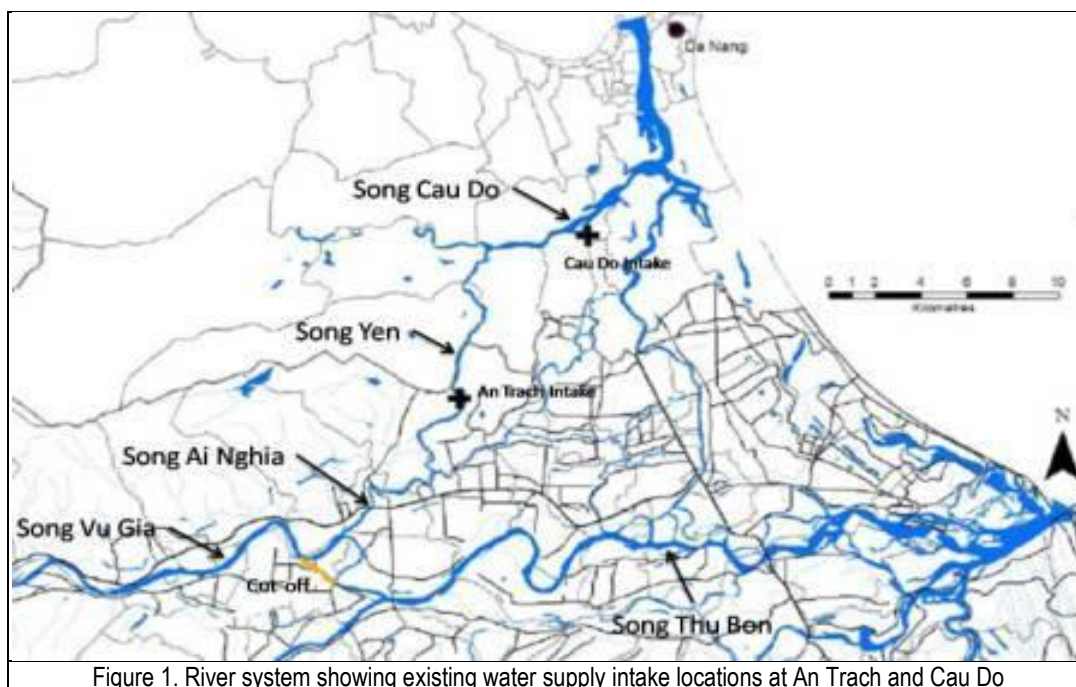 Da Nang
Song Cau Do
Cau Do Intake
0 1 2 4 6 8 10
Kilometres
Song Yen
An Trach Intake
N
Song Ai Nghia
Song Vu Gia
Cut-off
Song Thu Bon
Figure 1. River system showing existing water supply intake locations at An Trach and Cau Do